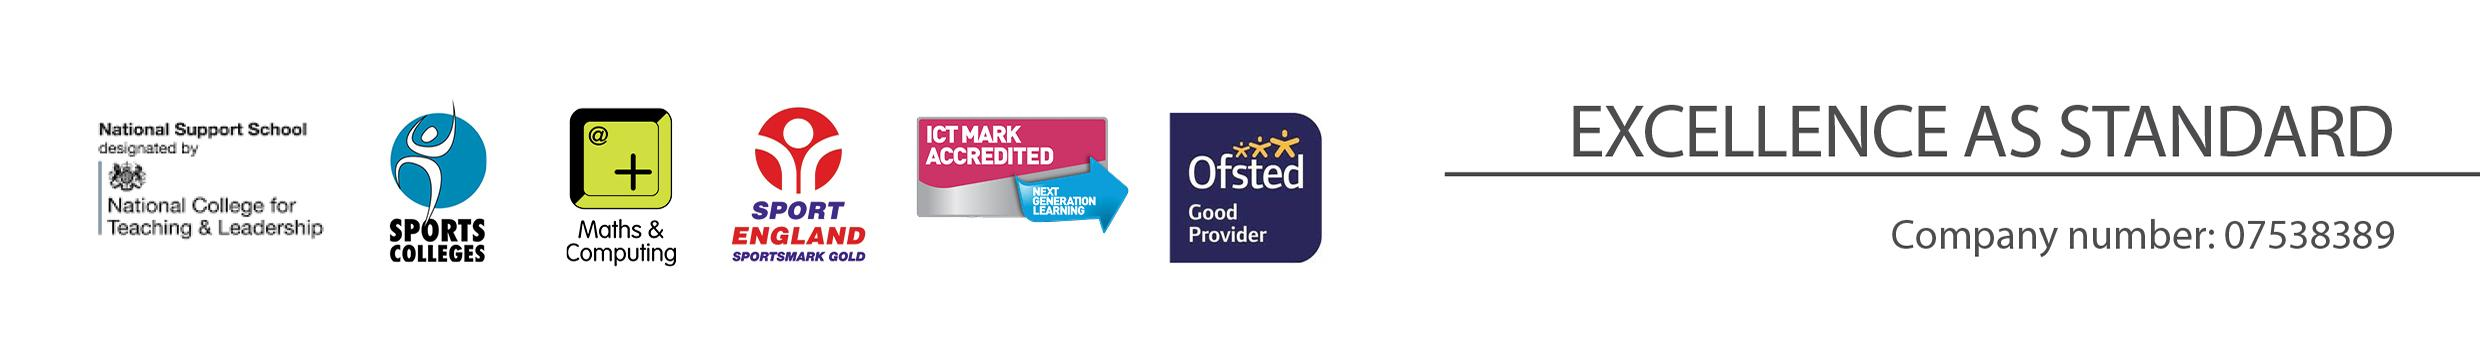 National Support School
designated by
National College for
Teaching & Leadership
SPORTS
COLLEGES
@
+
Maths &
Computing
SPORT
ENGLAND
SPORTSMARK GOLD
ICT MARK
ACCREDITED
NEXT
GENERATION
LEARNING
Ofsted
Good
Provider
EXCELLENCE AS STANDARD
Company number: 07538389